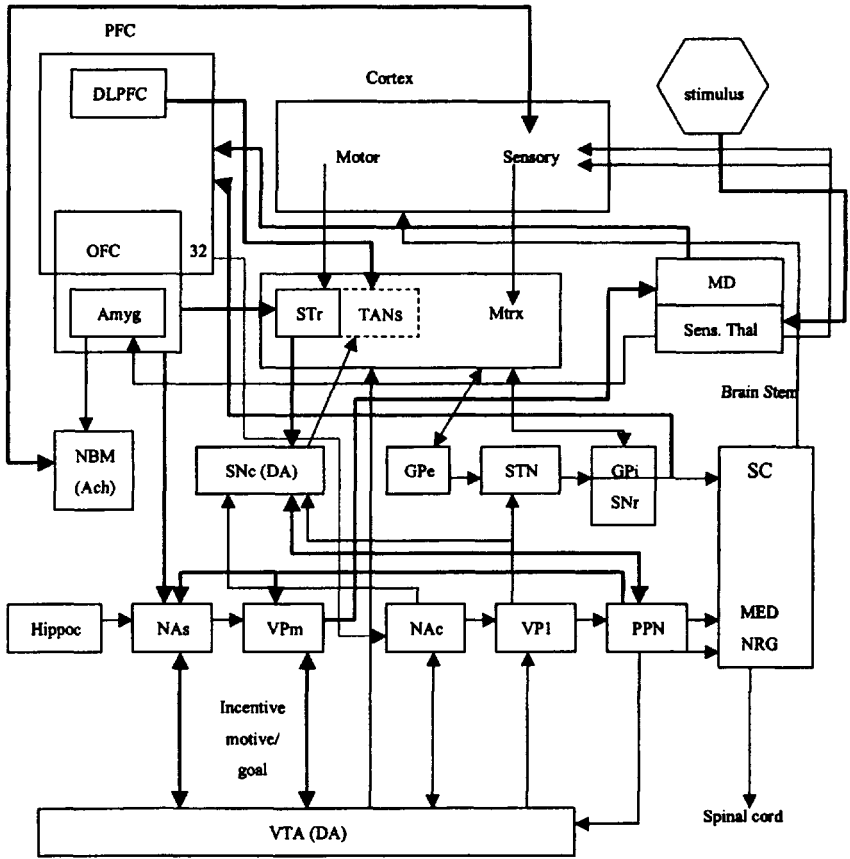 PFC
DLPFC
Cortex
stimulus
Motor
Sensory
OFC
32
MD
Amyg
STr
TANs
Mtrx
Sens. Thal
Brain Stem
NBM
(Ach)
SNc (DA)
GPe
STN
GPi
SNr
SC
Hippoc
NAs
VPm
NAc
VPl
PPN
MED
NRG
Incentive
motive/
goal
VTA (DA)
Spinal cord